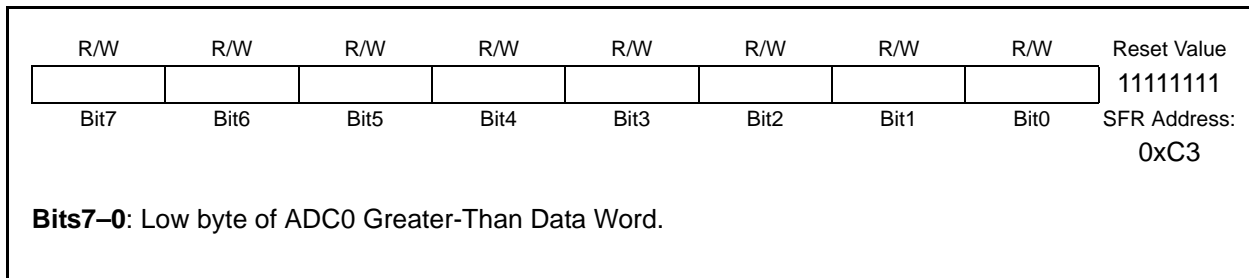 R/W R/W R/W R/W R/W R/W R/W R/W Reset Value
11111111
Bit7 Bit6 Bit5 Bit4 Bit3 Bit2 Bit1 Bit0 SFR Address:
0xC3
Bits7–0: Low byte of ADC0 Greater-Than Data Word.